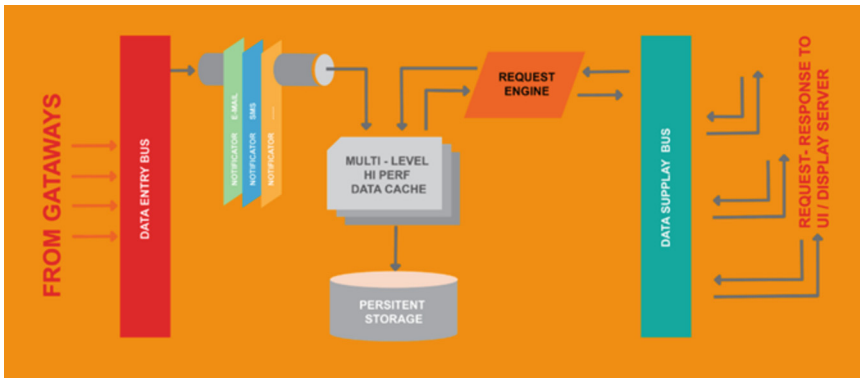 FROM GATAWAYS
DATA ENTRY BUS
NOTIFICATOR E-MAIL
NOTIFICATOR SMS
NOTIFICATOR .....
MULTI - LEVEL
HI PERF
DATA CACHE
PERSITENT
STORAGE
REQUEST
ENGINE
DATA SUPPLAY BUS
REQUEST- RESPONSE TO
UI / DISPLAY SERVER